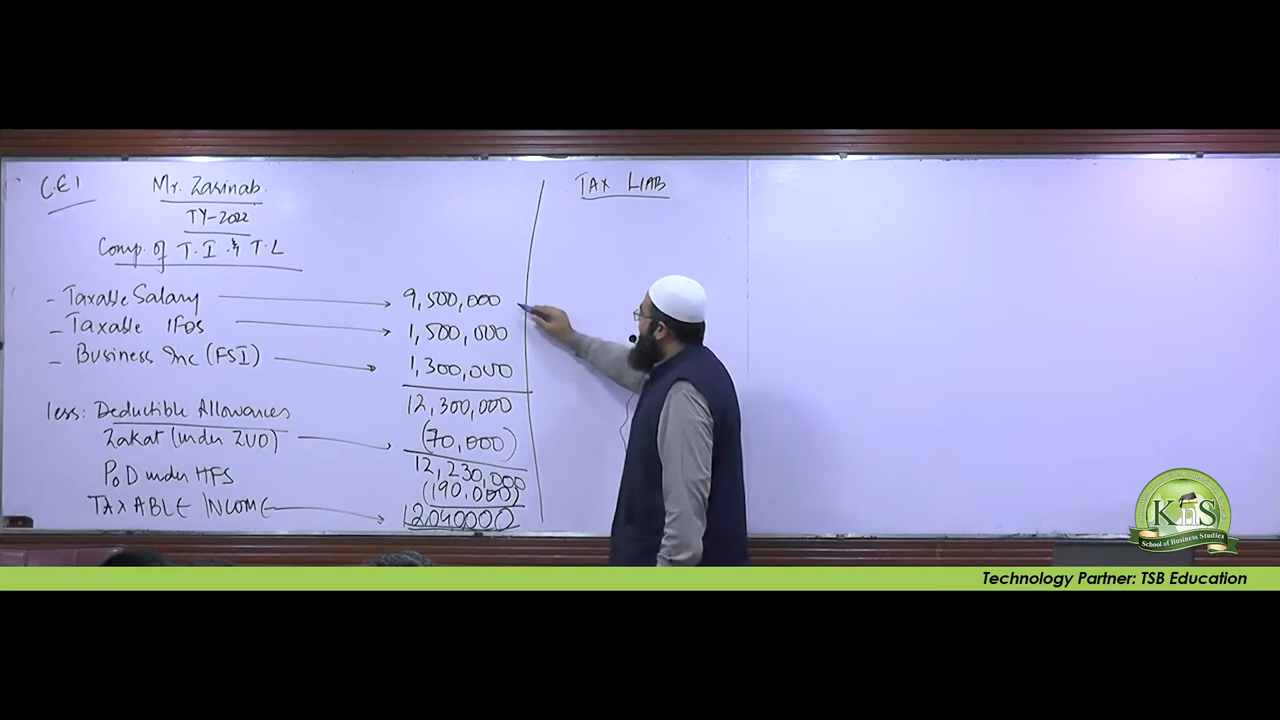 C.E 1
Mr. Zarinab.
TY-2022
Comp. of T.I & T.L
- Taxable Salary 9,500,000
- Taxable IFOS 1,500,000
- Business Inc (FSI) 1,300,000
12,300,000
less: Deductible Allowances
Zakat (under ZUO) (70,000)
12,230,000
PoD under HFS (190,000)
TAXABLE INCOME 12040000
TAX LIAB
KnS
School of Business Studies
Technology Partner: TSB Education